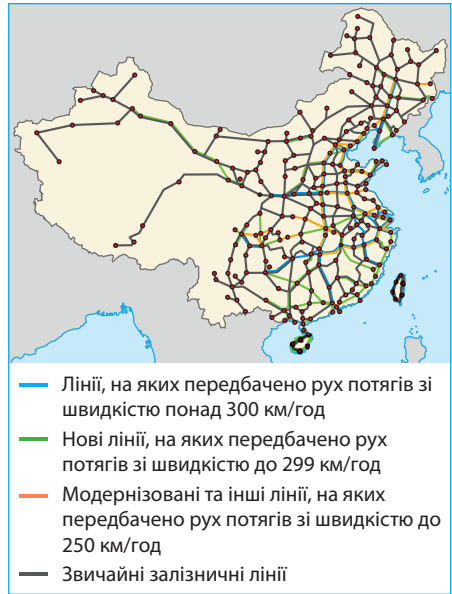 Лінії, на яких передбачено рух потягів зі
швидкістю понад 300 км/год
Нові лінії, на яких передбачено рух
потягів зі швидкістю до 299 км/год
Модернізовані та інші лінії, на яких
передбачено рух потягів зі швидкістю до
250 км/год
Звичайні залізничні лінії